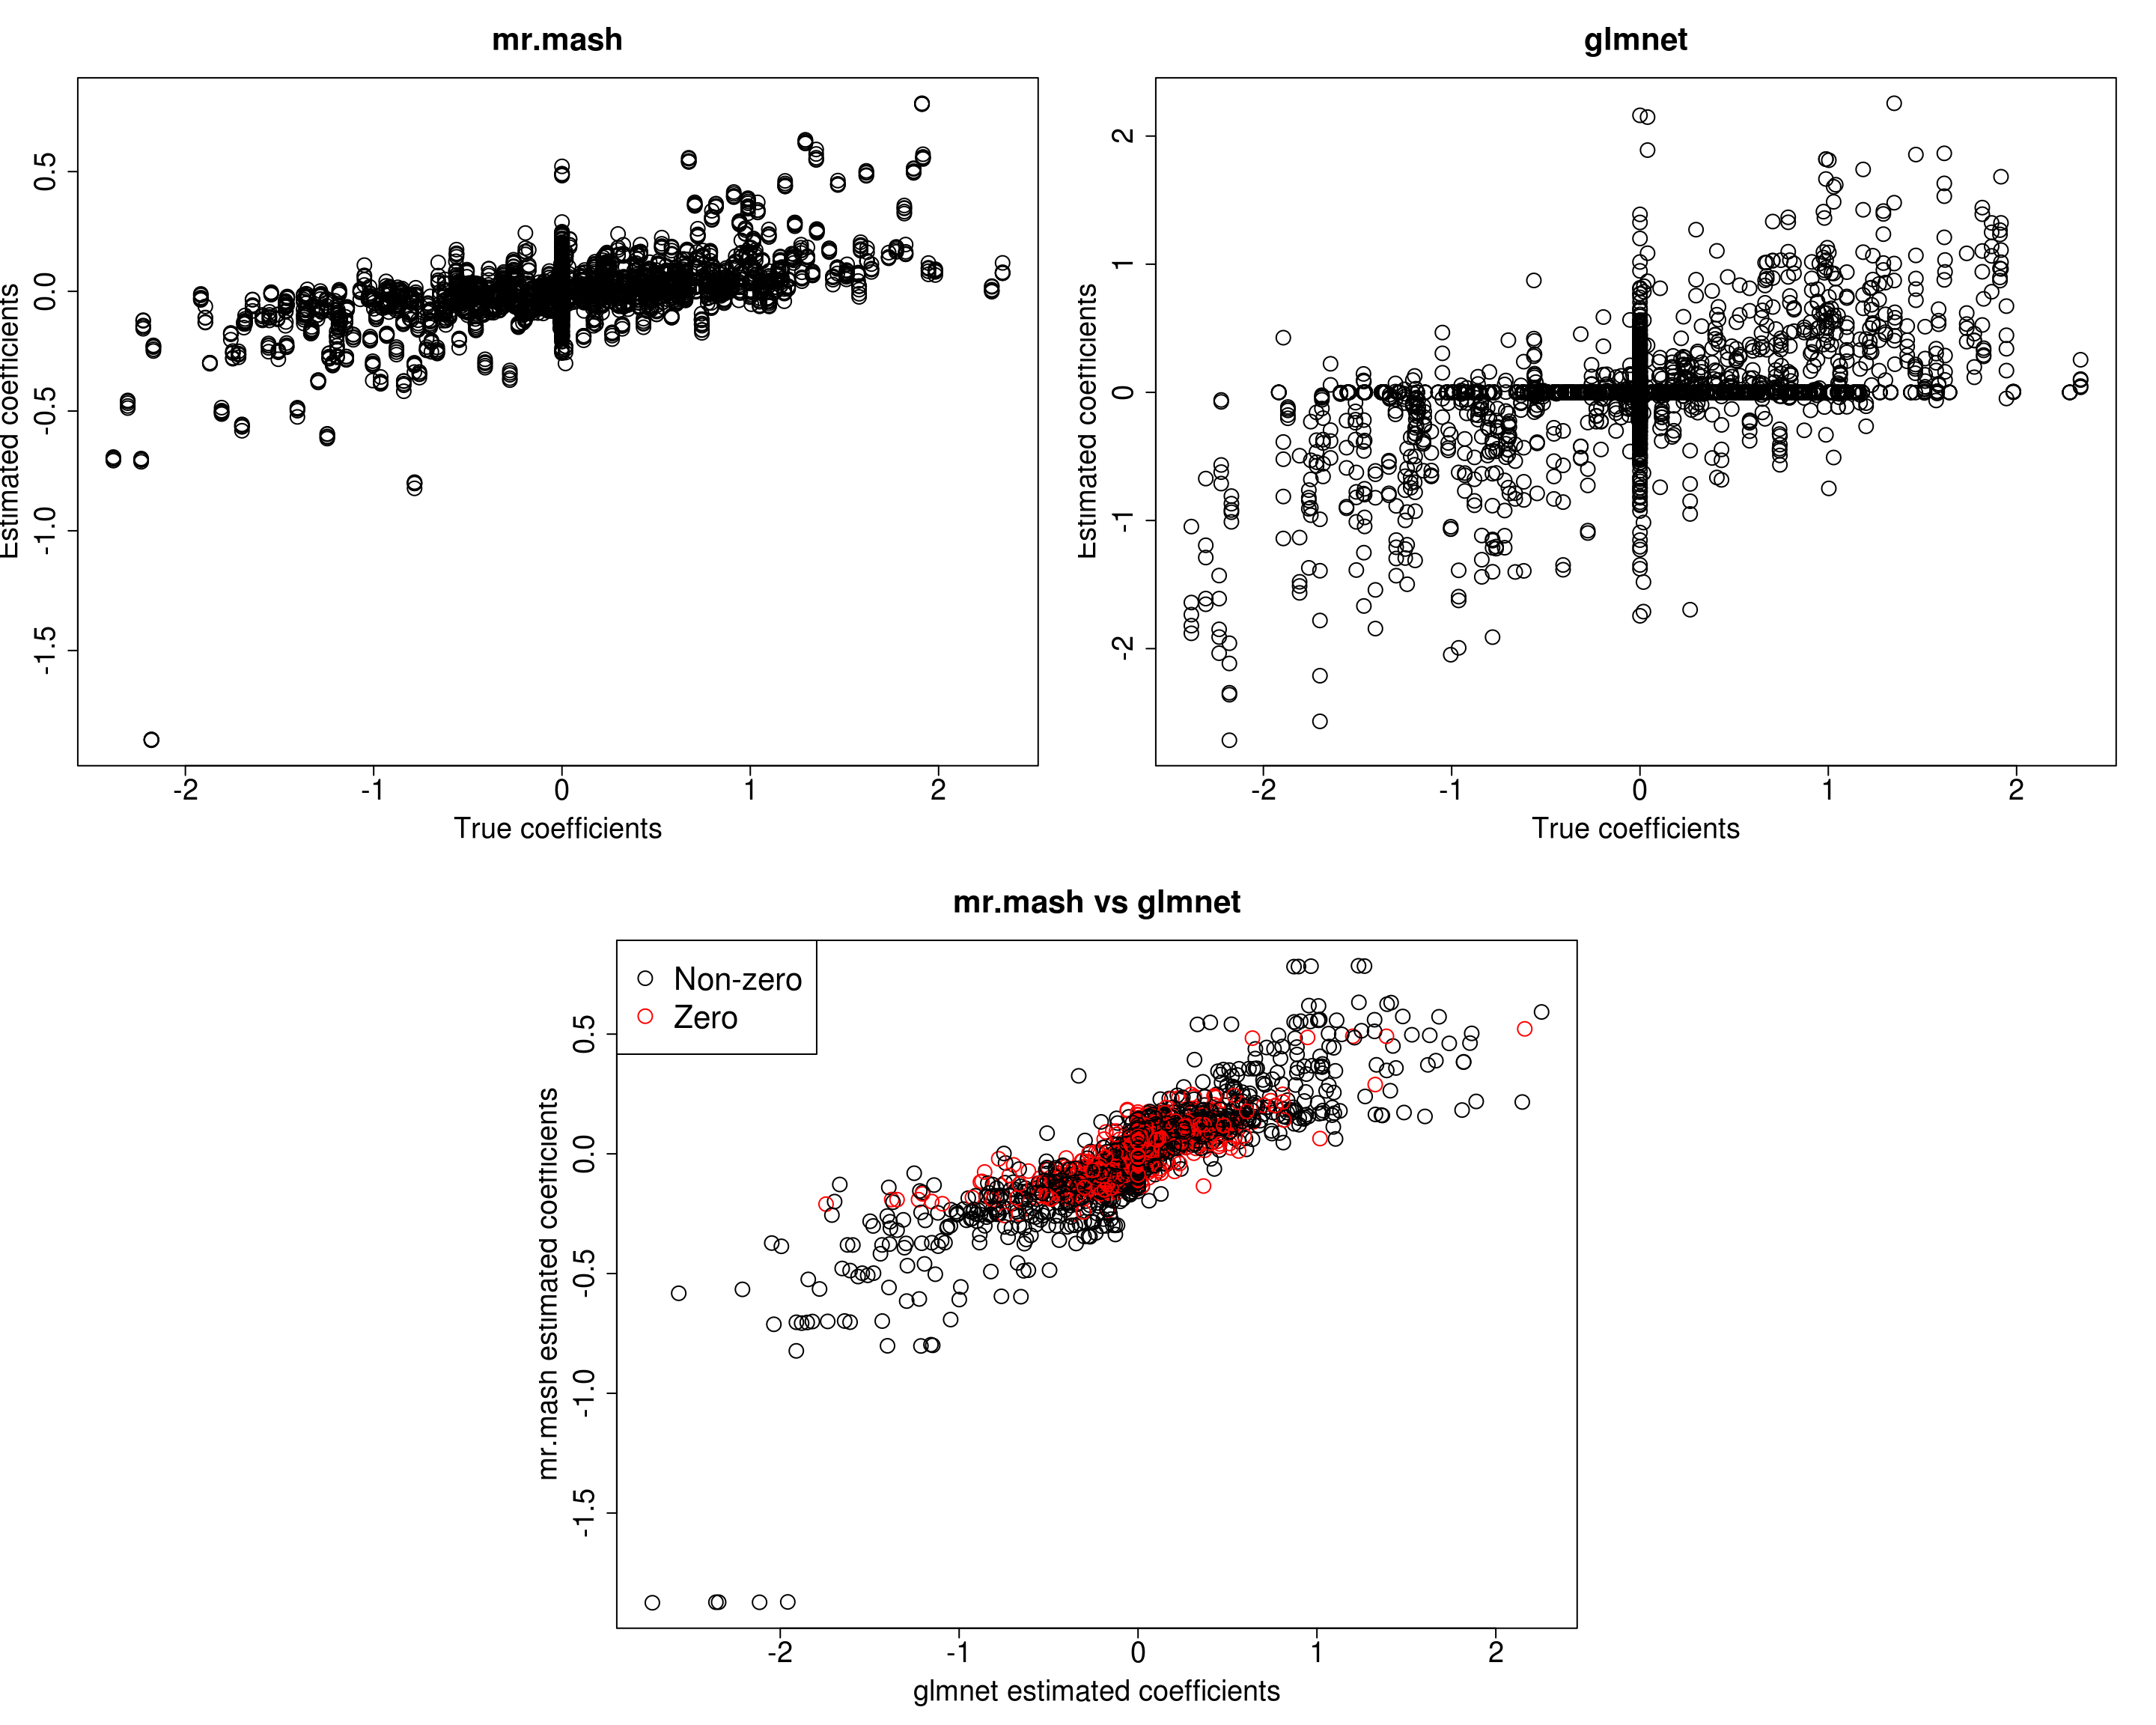 mr.mash
Estimated coefficients
0.5
0.0
-0.5
-1.0
-1.5
-2
-1
0
1
2
True coefficients
glmnet
Estimated coefficients
2
1
0
-1
-2
-2
-1
0
1
2
True coefficients
mr.mash vs glmnet
Non-zero
Zero
mr.mash estimated coefficients
0.5
0.0
-0.5
-1.0
-1.5
-2
-1
0
1
2
glmnet estimated coefficients